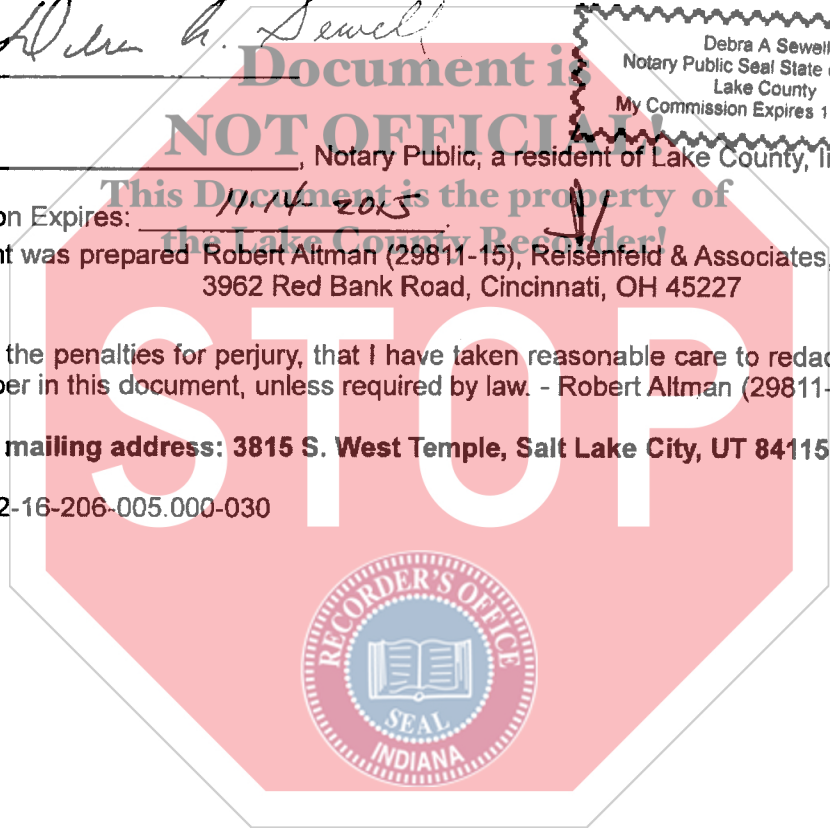 Debra A. Sewell
Debra A Sewell
Notary Public Seal State
Lake County
My Commission Expires 1
Document is
NOT OFFICIAL!
, Notary Public, a resident of Lake County,
This Document is the property of
on Expires: 11-14-2015.
the Lake County Recorder!
nt was prepared Robert Altman (29811-15), Reisenfeld & Associates,
3962 Red Bank Road, Cincinnati, OH 45227
STOP
the penalties for perjury, that I have taken reasonable care to redac
ber in this document, unless required by law. - Robert Altman (29811-
mailing address: 3815 S. West Temple, Salt Lake City, UT 84115
2-16-206-005.000-030
RECORDER'S OFFICE
SEAL
INDIANA